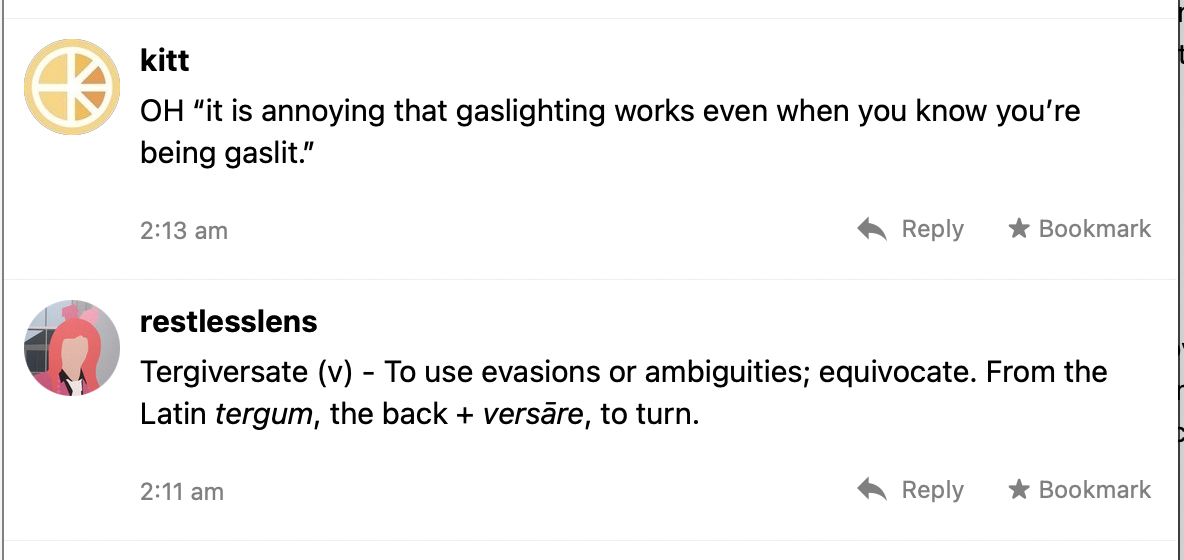 kitt
OH “it is annoying that gaslighting works even when you know you’re
being gaslit.”
2:13 am
Reply
Bookmark
restlesslens
Tergiversate (v) - To use evasions or ambiguities; equivocate. From the
Latin tergum, the back + versāre, to turn.
2:11 am
Reply
Bookmark